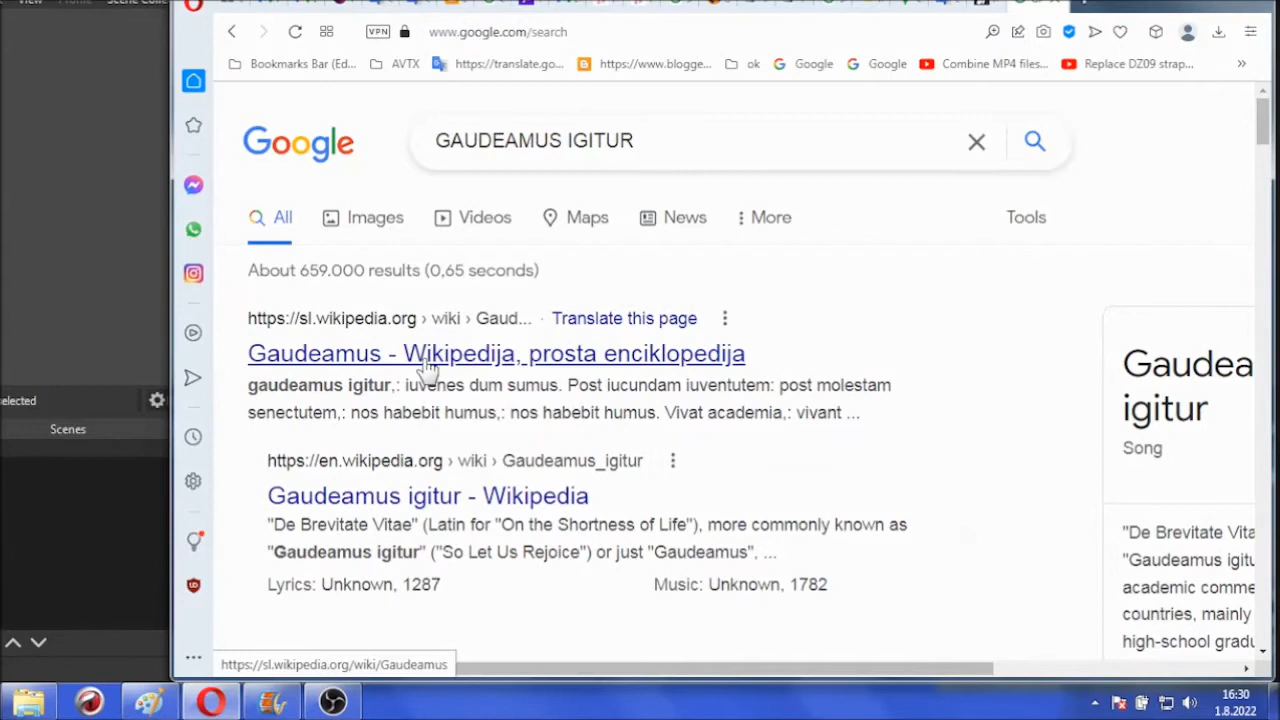 View
Profile
Scene Colle
www.google.com/search
VPN
Bookmarks Bar (Ed...
AVTX
https://translate.go...
https://www.blogge...
ok
Google
Google
Combine MP4 files...
Replace DZ09 strap...
»
Google
GAUDEAMUS IGITUR
All
Images
Videos
Maps
News
More
Tools
About 659.000 results (0,65 seconds)
https://sl.wikipedia.org › wiki › Gaud... · Translate this page
Gaudeamus - Wikipedija, prosta enciklopedija
gaudeamus igitur,: iuvenes dum sumus. Post iucundam iuventutem: post molestam
senectutem,: nos habebit humus,: nos habebit humus. Vivat academia,: vivant ...
https://en.wikipedia.org › wiki › Gaudeamus_igitur
Gaudeamus igitur - Wikipedia
"De Brevitate Vitae" (Latin for "On the Shortness of Life"), more commonly known as
"Gaudeamus igitur" ("So Let Us Rejoice") or just "Gaudeamus", ...
Lyrics: Unknown, 1287
Music: Unknown, 1782
Gaudea
igitur
Song
"De Brevitate Vita
"Gaudeamus igitu
academic comme
countries, mainly
high-school gradu
selected
Scenes
https://sl.wikipedia.org/wiki/Gaudeamus
16:30
1.8.2022